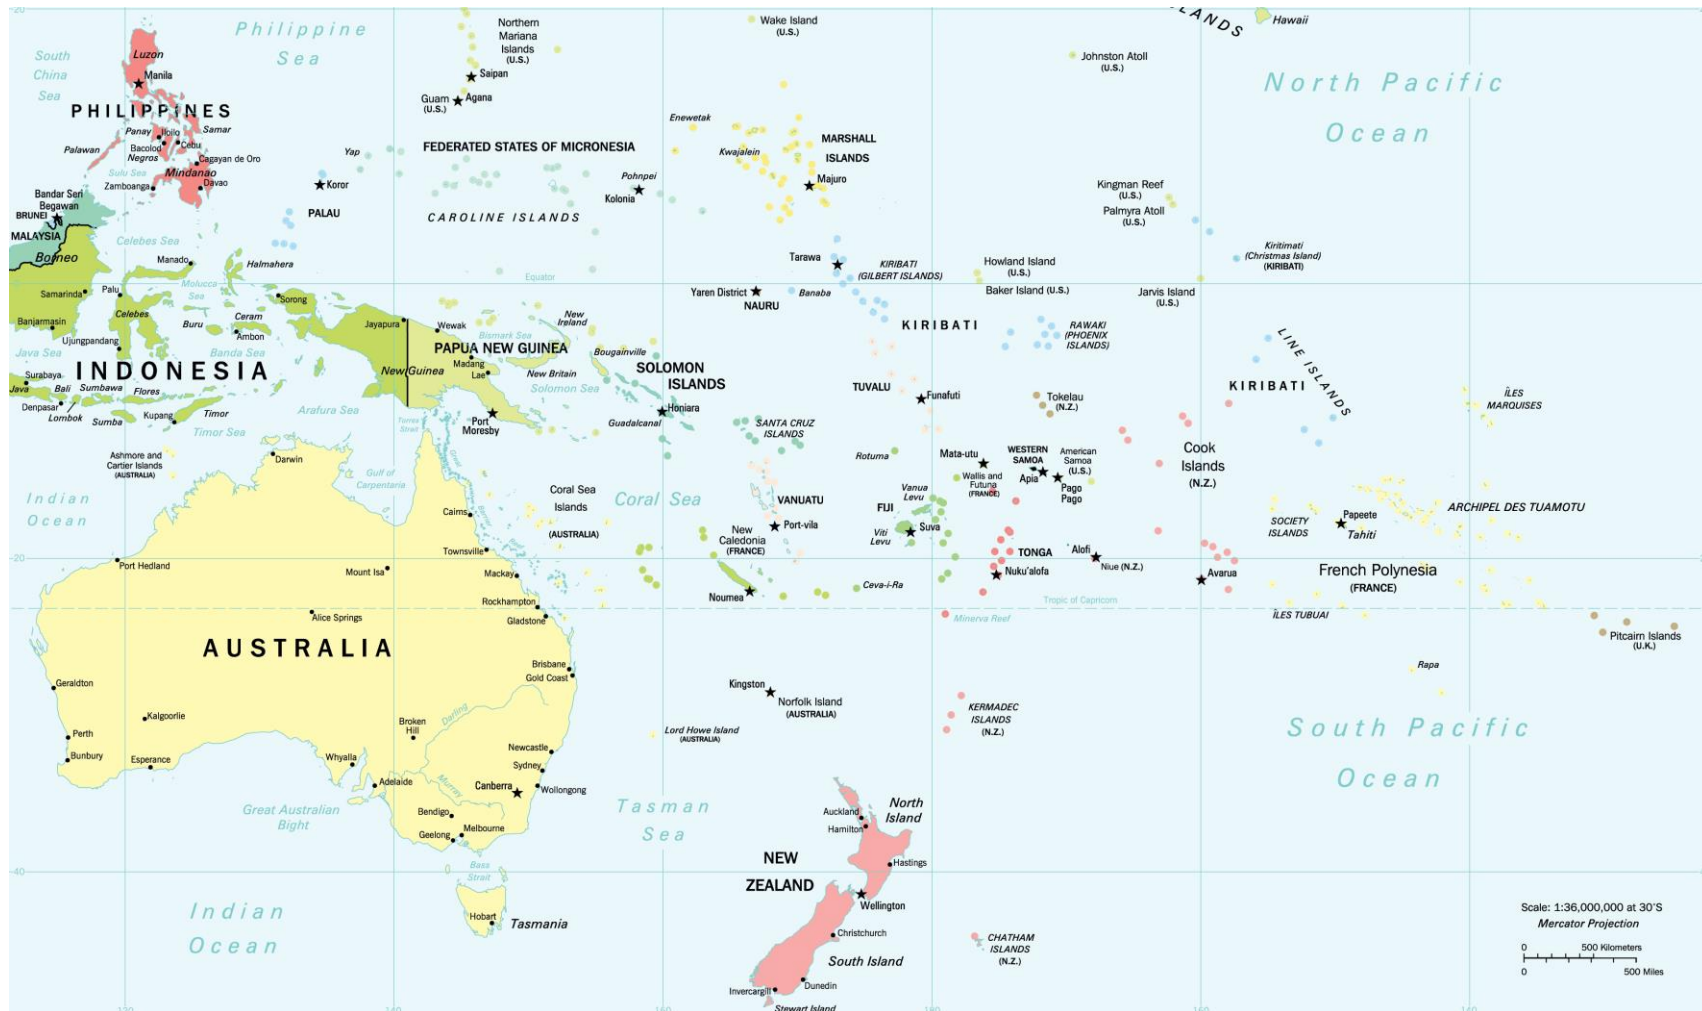 20
Philippine
Sea
Northern
Mariana
Islands
(U.S.)
Wake Island
(U.S.)
Hawaii
South
China
Sea
Luzon
Manila
Saipan
Guam
(U.S.)
Agana
Johnston Atoll
(U.S.)
North Pacific
Ocean
PHILIPPINES
Panay
Iloilo
Samar
Bacolod
Cebu
Negros
Palawan
Cagayan de Oro
Sulu Sea
Mindanao
Zamboanga
Davao
Yap
FEDERATED STATES OF MICRONESIA
Enewetak
Kwajalein
MARSHALL
ISLANDS
Majuro
Koror
PALAU
Pohnpei
Kolonia
CAROLINE ISLANDS
Kingman Reef
(U.S.)
Palmyra Atoll
(U.S.)
Bandar Seri
Begawan
BRUNEI
MALAYSIA
Borneo
Celebes Sea
Manado
Halmahera
Equator
Tarawa
KIRIBATI
(GILBERT ISLANDS)
Howland Island
(U.S.)
Baker Island (U.S.)
Kiritimati
(Christmas Island)
(KIRIBATI)
Jarvis Island
(U.S.)
Samarinda
Palu
Molucca
Sea
Sorong
Yaren District
NAURU
Banaba
Celebes
Banjarmasin
Buru
Ceram
Ambon
Jayapura
Wewak
Bismark Sea
New
Ireland
KIRIBATI
RAWAKI
(PHOENIX
ISLANDS)
LINE ISLANDS
Ujungpandang
Java Sea
Banda Sea
PAPUA NEW GUINEA
Bougainville
INDONESIA
Surabaya
Java
Bali
Sumbawa
Flores
New Guinea
Madang
Lae
New Britain
Solomon Sea
SOLOMON
ISLANDS
TUVALU
Funafuti
KIRIBATI
Denpasar
Lombok
Sumba
Kupang
Timor
Timor Sea
Arafura Sea
Torres
Strait
Port
Moresby
Honiara
Guadalcanal
SANTA CRUZ
ISLANDS
Tokelau
(N.Z.)
ÎLES
MARQUISES
Ashmore and
Cartier Islands
(AUSTRALIA)
Darwin
Gulf of
Carpentaria
Great
Barrier
Rotuma
Mata-utu
Wallis and
Futuna
(FRANCE)
WESTERN
SAMOA
Apia
American
Samoa
(U.S.)
Pago
Pago
Cook
Islands
(N.Z.)
Indian
Ocean
Coral Sea
Islands
(AUSTRALIA)
Coral Sea
VANUATU
Port-vila
Vanua
Levu
FIJI
Suva
Viti
Levu
Cairns
SOCIETY
ISLANDS
Papeete
Tahiti
ARCHIPEL DES TUAMOTU
New
Caledonia
(FRANCE)
Noumea
Ceva-i-Ra
TONGA
Nuku'alofa
Alofi
Niue (N.Z.)
Avarua
French Polynesia
(FRANCE)
20
Port Hedland
Mount Isa
Townsville
Mackay
Rockhampton
Gladstone
Alice Springs
AUSTRALIA
Minerva Reef
Tropic of Capricorn
ÎLES TUBUAI
Pitcairn Islands
(U.K.)
Rapa
Brisbane
Gold Coast
Geraldton
Kalgoorlie
Perth
Bunbury
Esperance
Broken
Hill
Darling
Whyalla
Adelaide
Murray
Newcastle
Sydney
Canberra
Wollongong
Kingston
Norfolk Island
(AUSTRALIA)
Lord Howe Island
(AUSTRALIA)
KERMADEC
ISLANDS
(N.Z.)
South Pacific
Ocean
Great Australian
Bight
Bendigo
Geelong
Melbourne
Tasman
Sea
Auckland
Hamilton
North
Island
Bass
Strait
NEW
ZEALAND
Hastings
Wellington
40
Indian
Ocean
Hobart
Tasmania
Christchurch
South Island
CHATHAM
ISLANDS
(N.Z.)
Invercargill
Dunedin
Stewart Island
Scale: 1:36,000,000 at 30°S
Mercator Projection
0
500 Kilometers
0
500 Miles